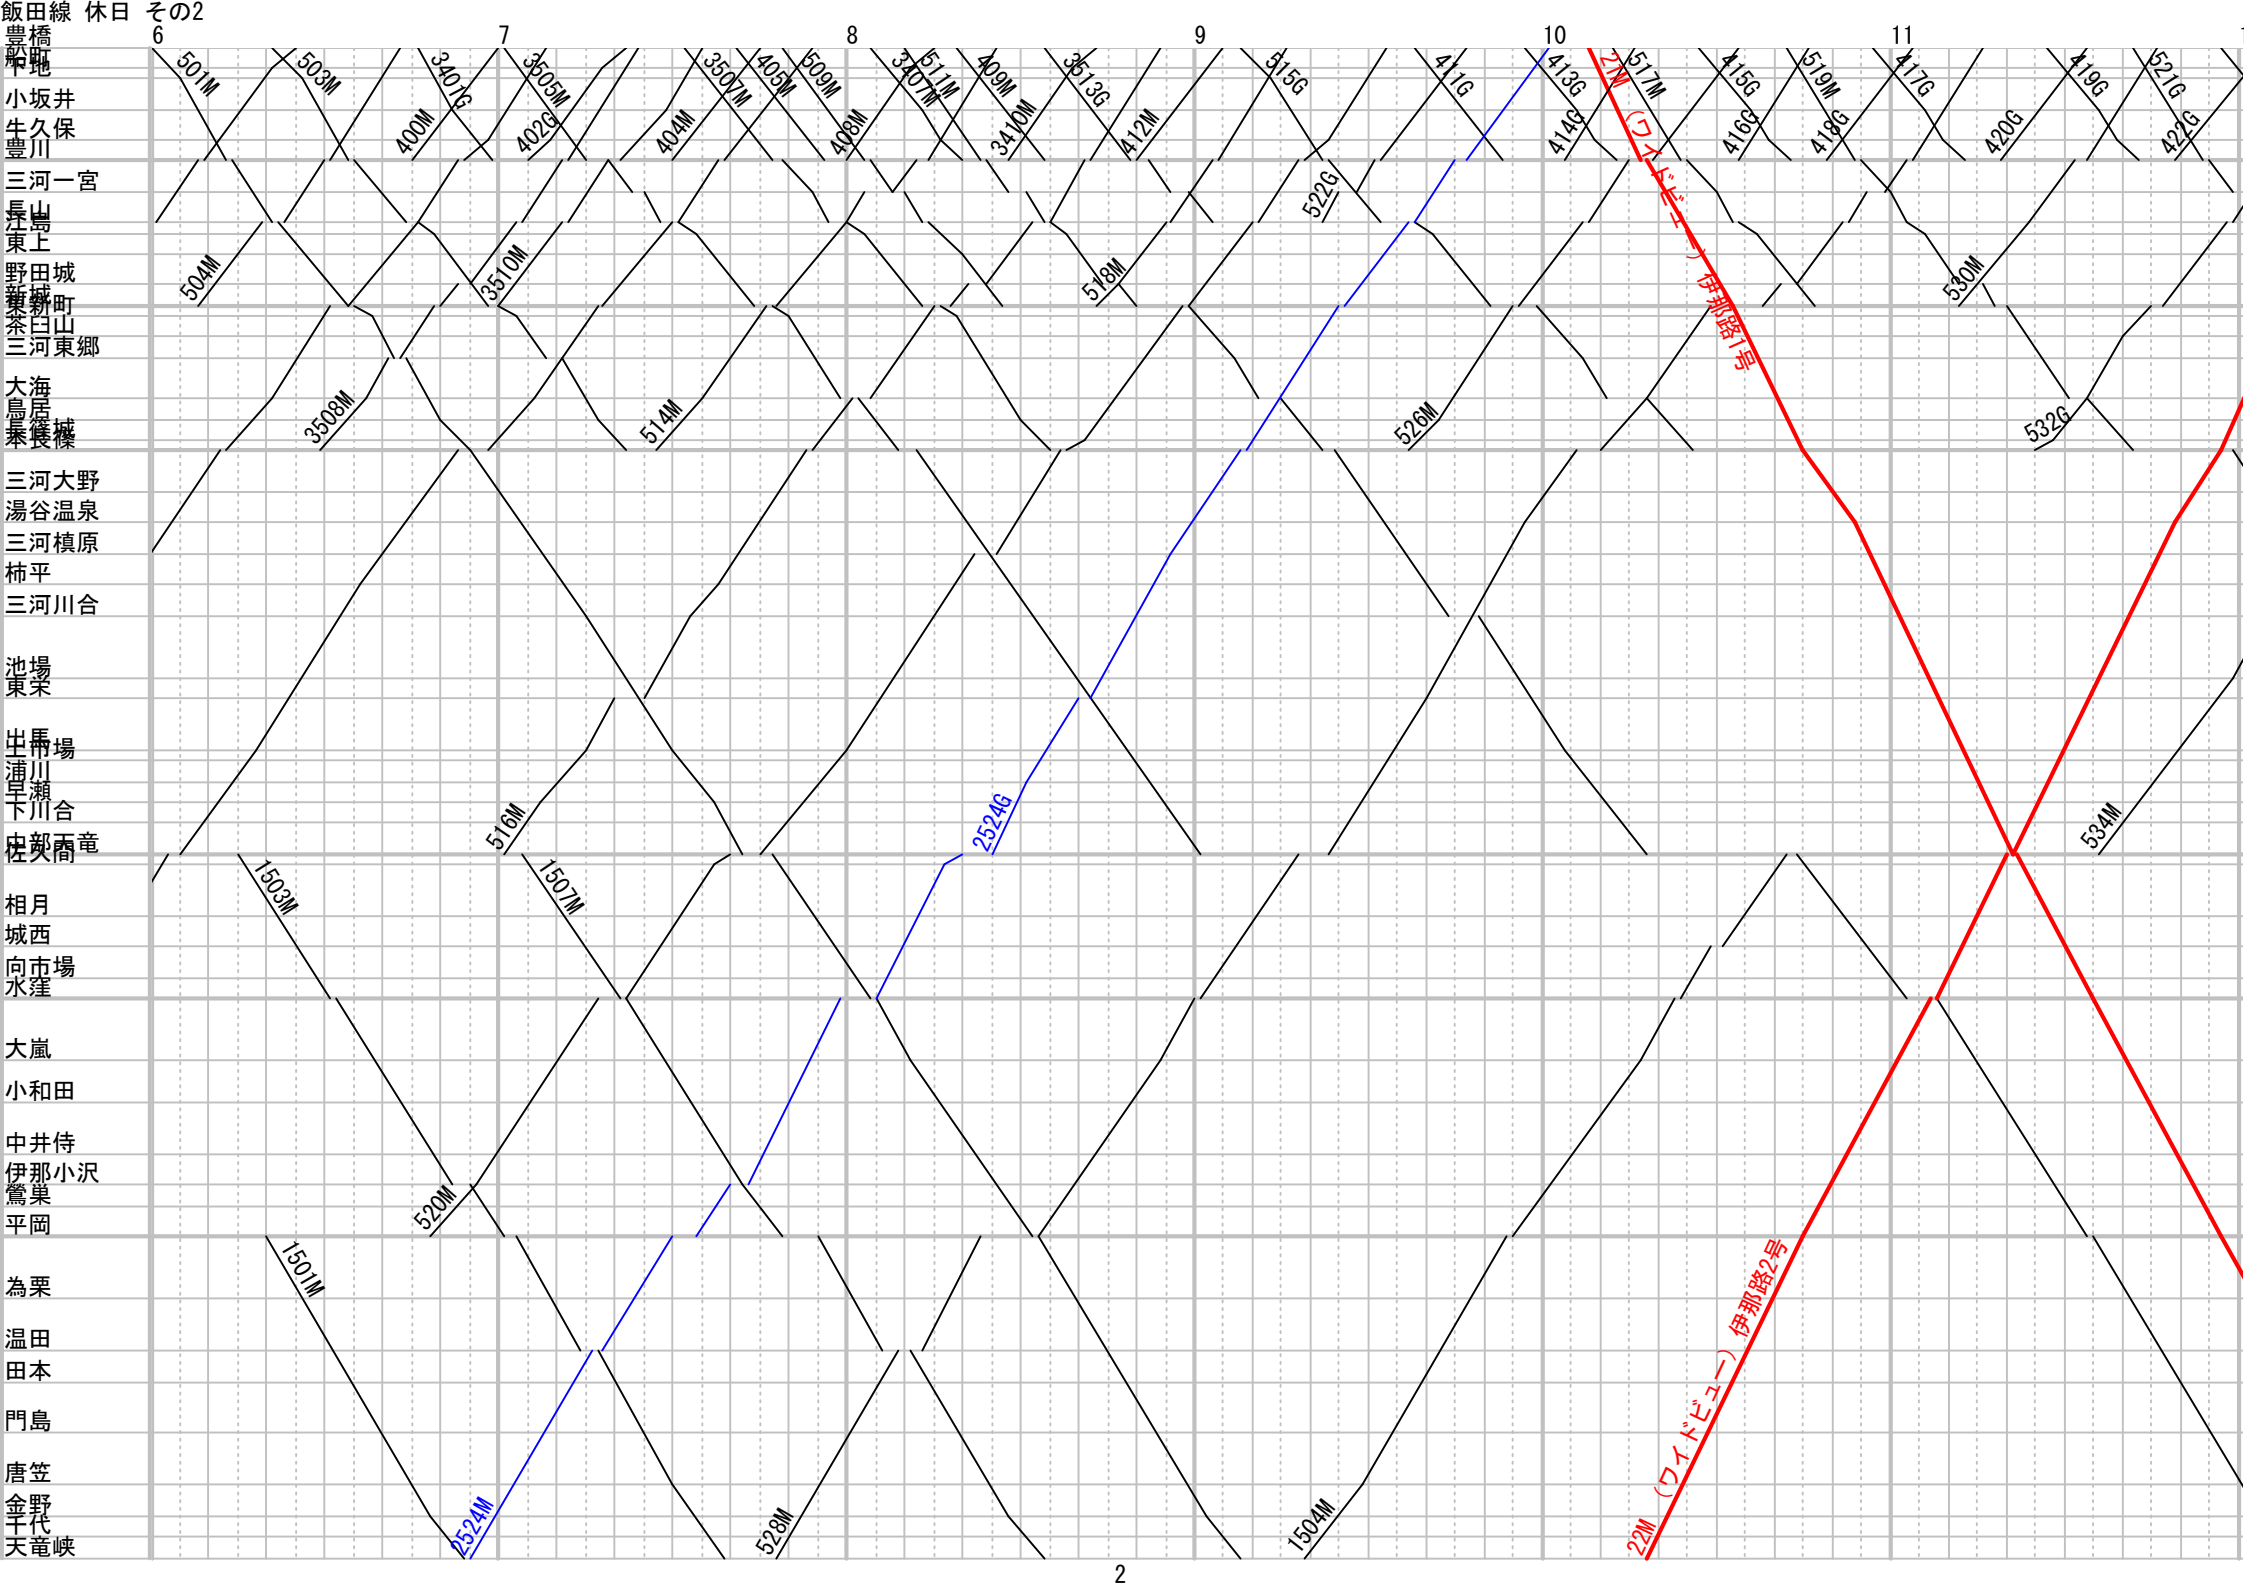 飯田線 休日 その2
6 7 8 9 10 11 1
豊橋
船町
下地
小坂井
牛久保
豊川
三河一宮
長山
江島
東上
野田城
新城
東新町
茶臼山
三河東郷
大海
鳥居
長篠城
本長篠
三河大野
湯谷温泉
三河槙原
柿平
三河川合
池場
東栄
出馬
上市場
浦川
早瀬
下川合
中部天竜
佐久間
相月
城西
向市場
水窪
大嵐
小和田
中井侍
伊那小沢
鶯巣
平岡
為栗
温田
田本
門島
唐笠
金野
千代
天竜峡
501M
503M
3401G
3505M
3507M
405M
509M
3407M
511M
409M
3513G
515G
411G
413G
21M (ワイドビュー) 伊那路1号
517M
415G
519M
417G
419G
521G
400M
402G
404M
408M
3410M
412M
414G
416G
418G
420G
422G
522G
504M
3510M
518M
530M
3508M
514M
526M
532G
516M
2524G
534M
1503M
1507M
520M
1501M
2524M
528M
1504M
22M (ワイドビュー) 伊那路2号
2